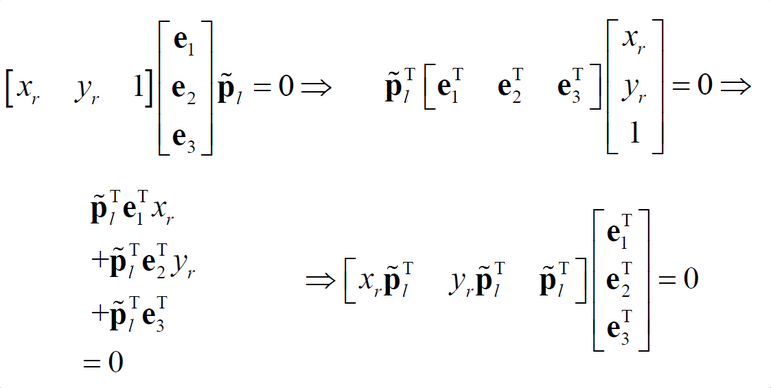 [x_r y_r 1] [e_1 e_2 e_3] p̃_l = 0 ⇒ p̃_l^T [e_1^T e_2^T e_3^T] [x_r y_r 1] = 0 ⇒
p̃_l^T e_1^T x_r
+p̃_l^T e_2^T y_r
+p̃_l^T e_3^T
= 0
⇒ [x_r p̃_l^T y_r p̃_l^T p̃_l^T] [e_1^T e_2^T e_3^T] = 0